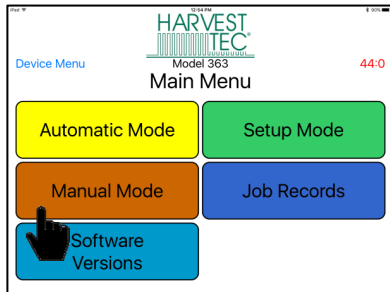 iPad
12:54 PM
90%
HARVEST
TEC
Device Menu
Model 363
44:0
Main Menu
Automatic Mode
Setup Mode
Manual Mode
Job Records
Software
Versions